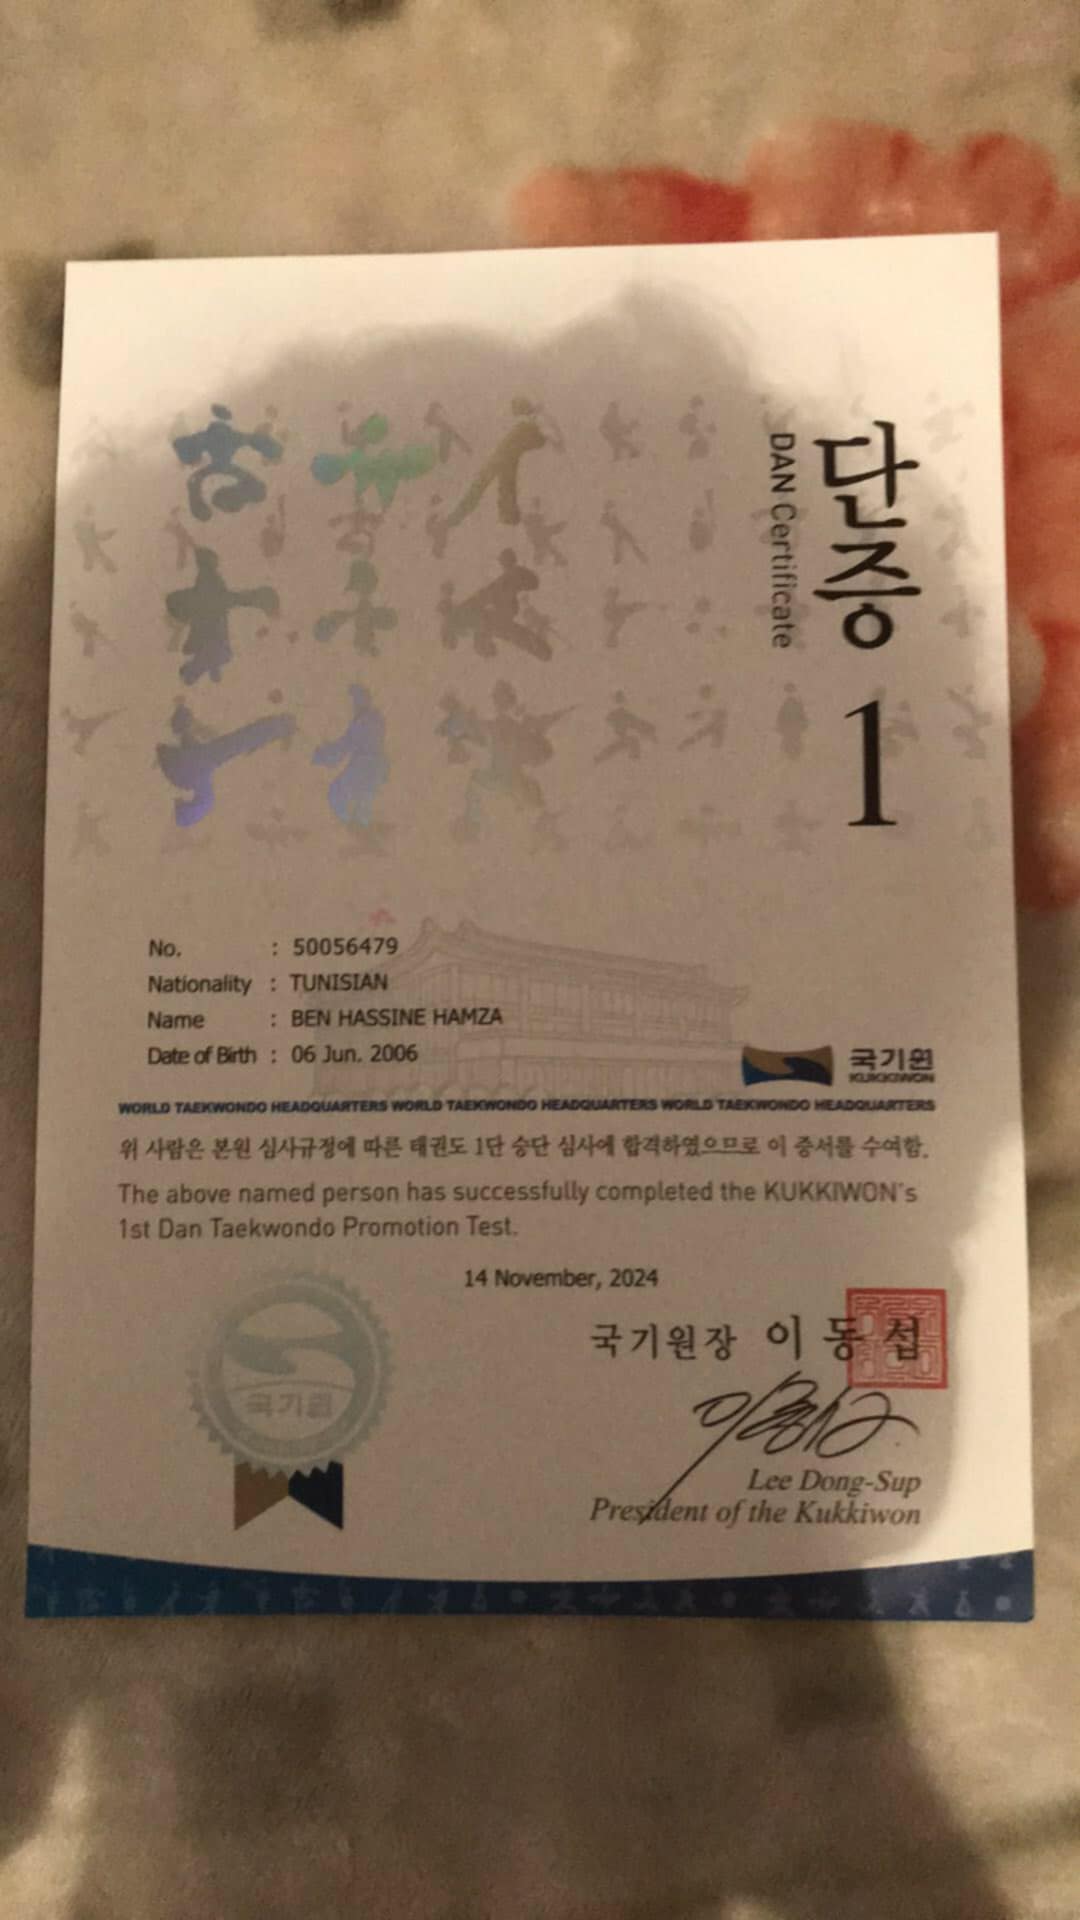 단증 1
DAN Certificate
No. : 50056479
Nationality : TUNISIAN
Name : BEN HASSINE HAMZA
Date of Birth : 06 Jun. 2006
국기원
KUKKIWON
WORLD TAEKWONDO HEADQUARTERS WORLD TAEKWONDO HEADQUARTERS WORLD TAEKWONDO HEADQUARTERS
위 사람은 본원 심사규정에 따른 태권도 1단 승단 심사에 합격하였으므로 이 증서를 수여함.
The above named person has successfully completed the KUKKIWON's
1st Dan Taekwondo Promotion Test.
14 November, 2024
국기원장 이동섭
국기원
Lee Dong-Sup
President of the Kukkiwon